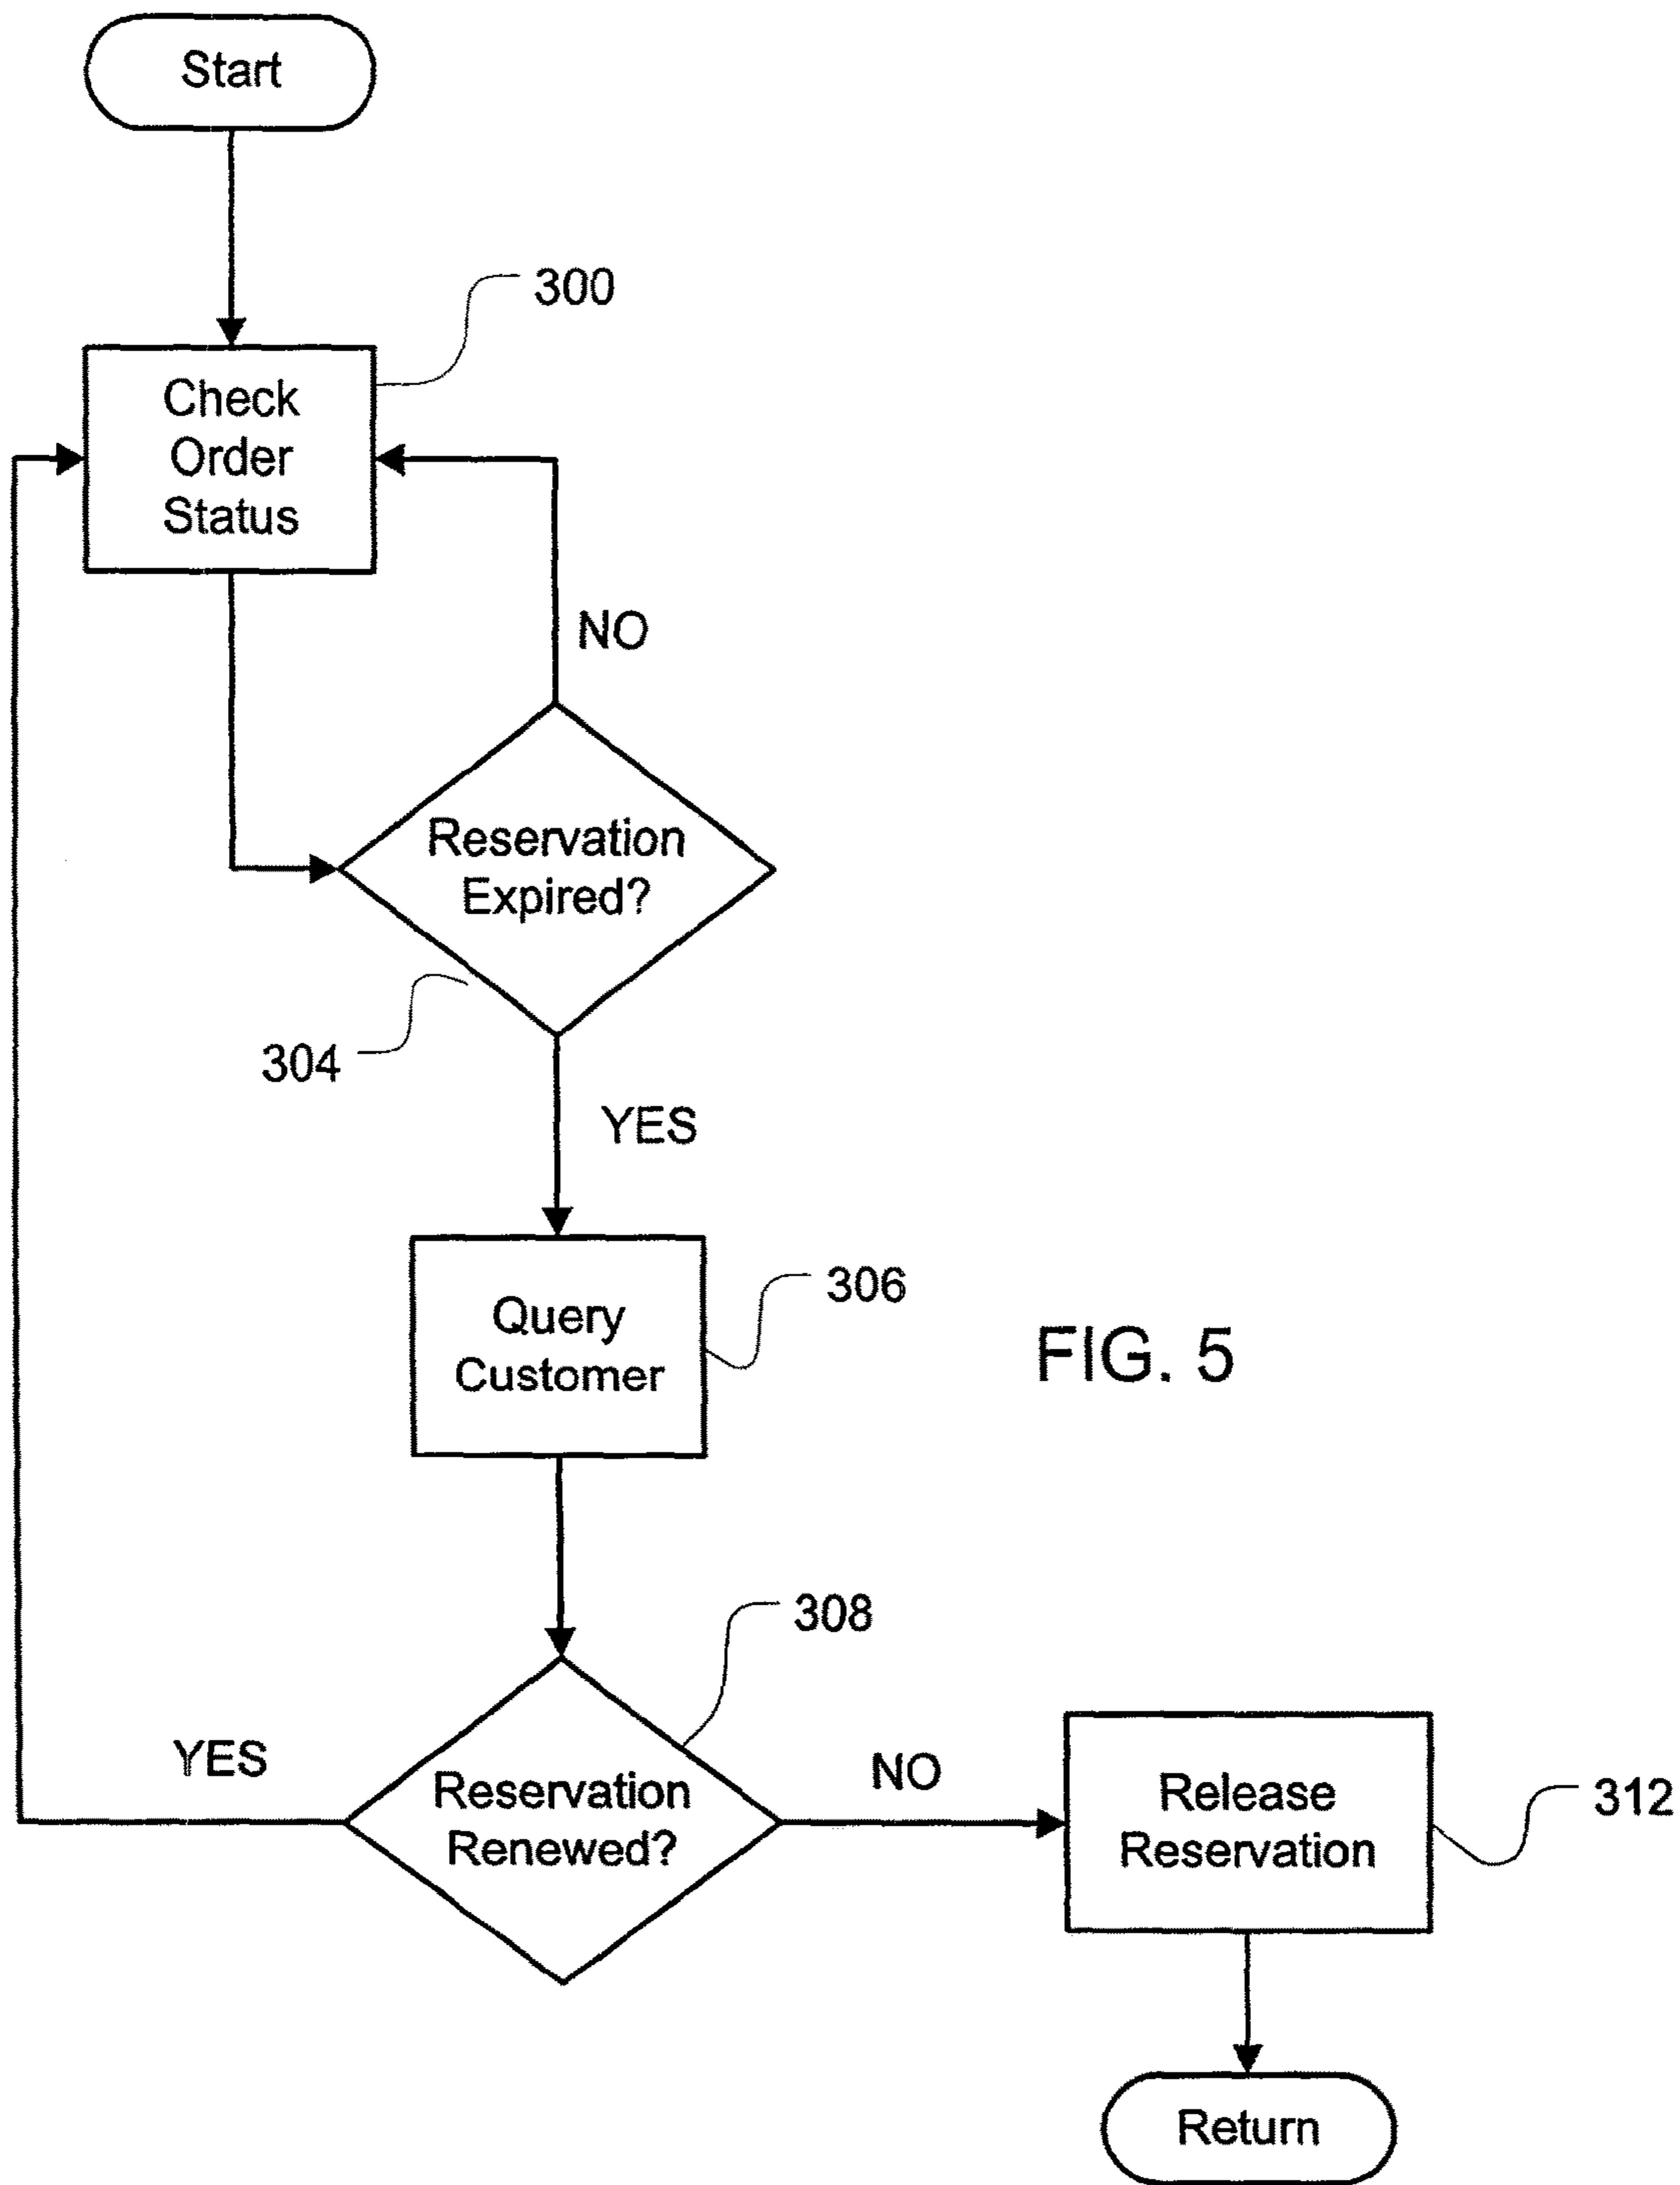 Start
300
Check
Order
Status
NO
Reservation
Expired?
304
YES
306
Query
Customer
FIG. 5
308
YES
Reservation
Renewed?
NO
Release
Reservation
312
Return